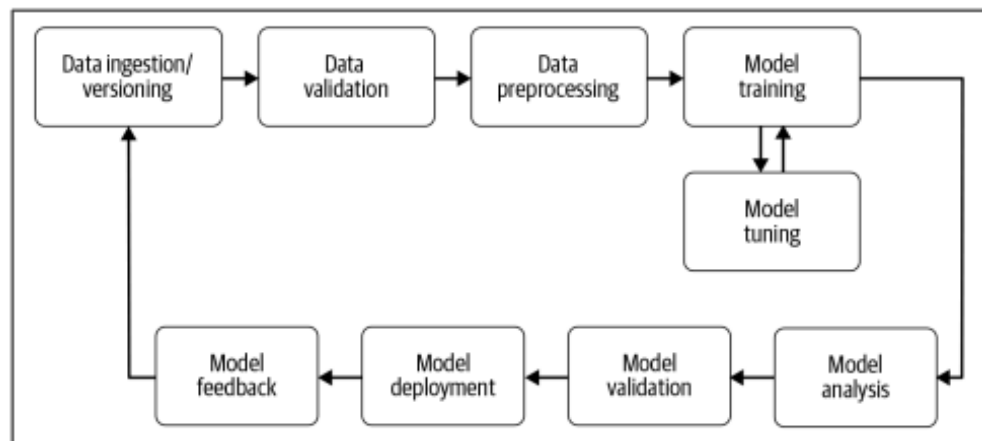 Data ingestion/
versioning
Data
validation
Data
preprocessing
Model
training
Model
tuning
Model
feedback
Model
deployment
Model
validation
Model
analysis